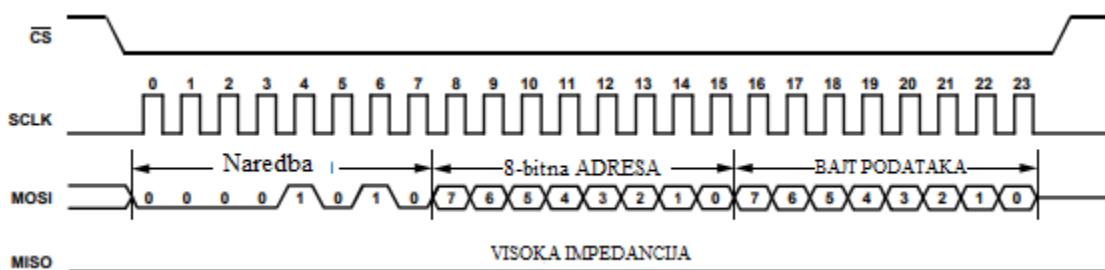 CS
0 1 2 3 4 5 6 7 8 9 10 11 12 13 14 15 16 17 18 19 20 21 22 23
SCLK
Naredba 8-bitna ADRESA BAJT PODATAKA
MOSI 0 0 0 0 1 0 1 0 7 6 5 4 3 2 1 0 7 6 5 4 3 2 1 0
VISOKA IMPEDANCIJA
MISO